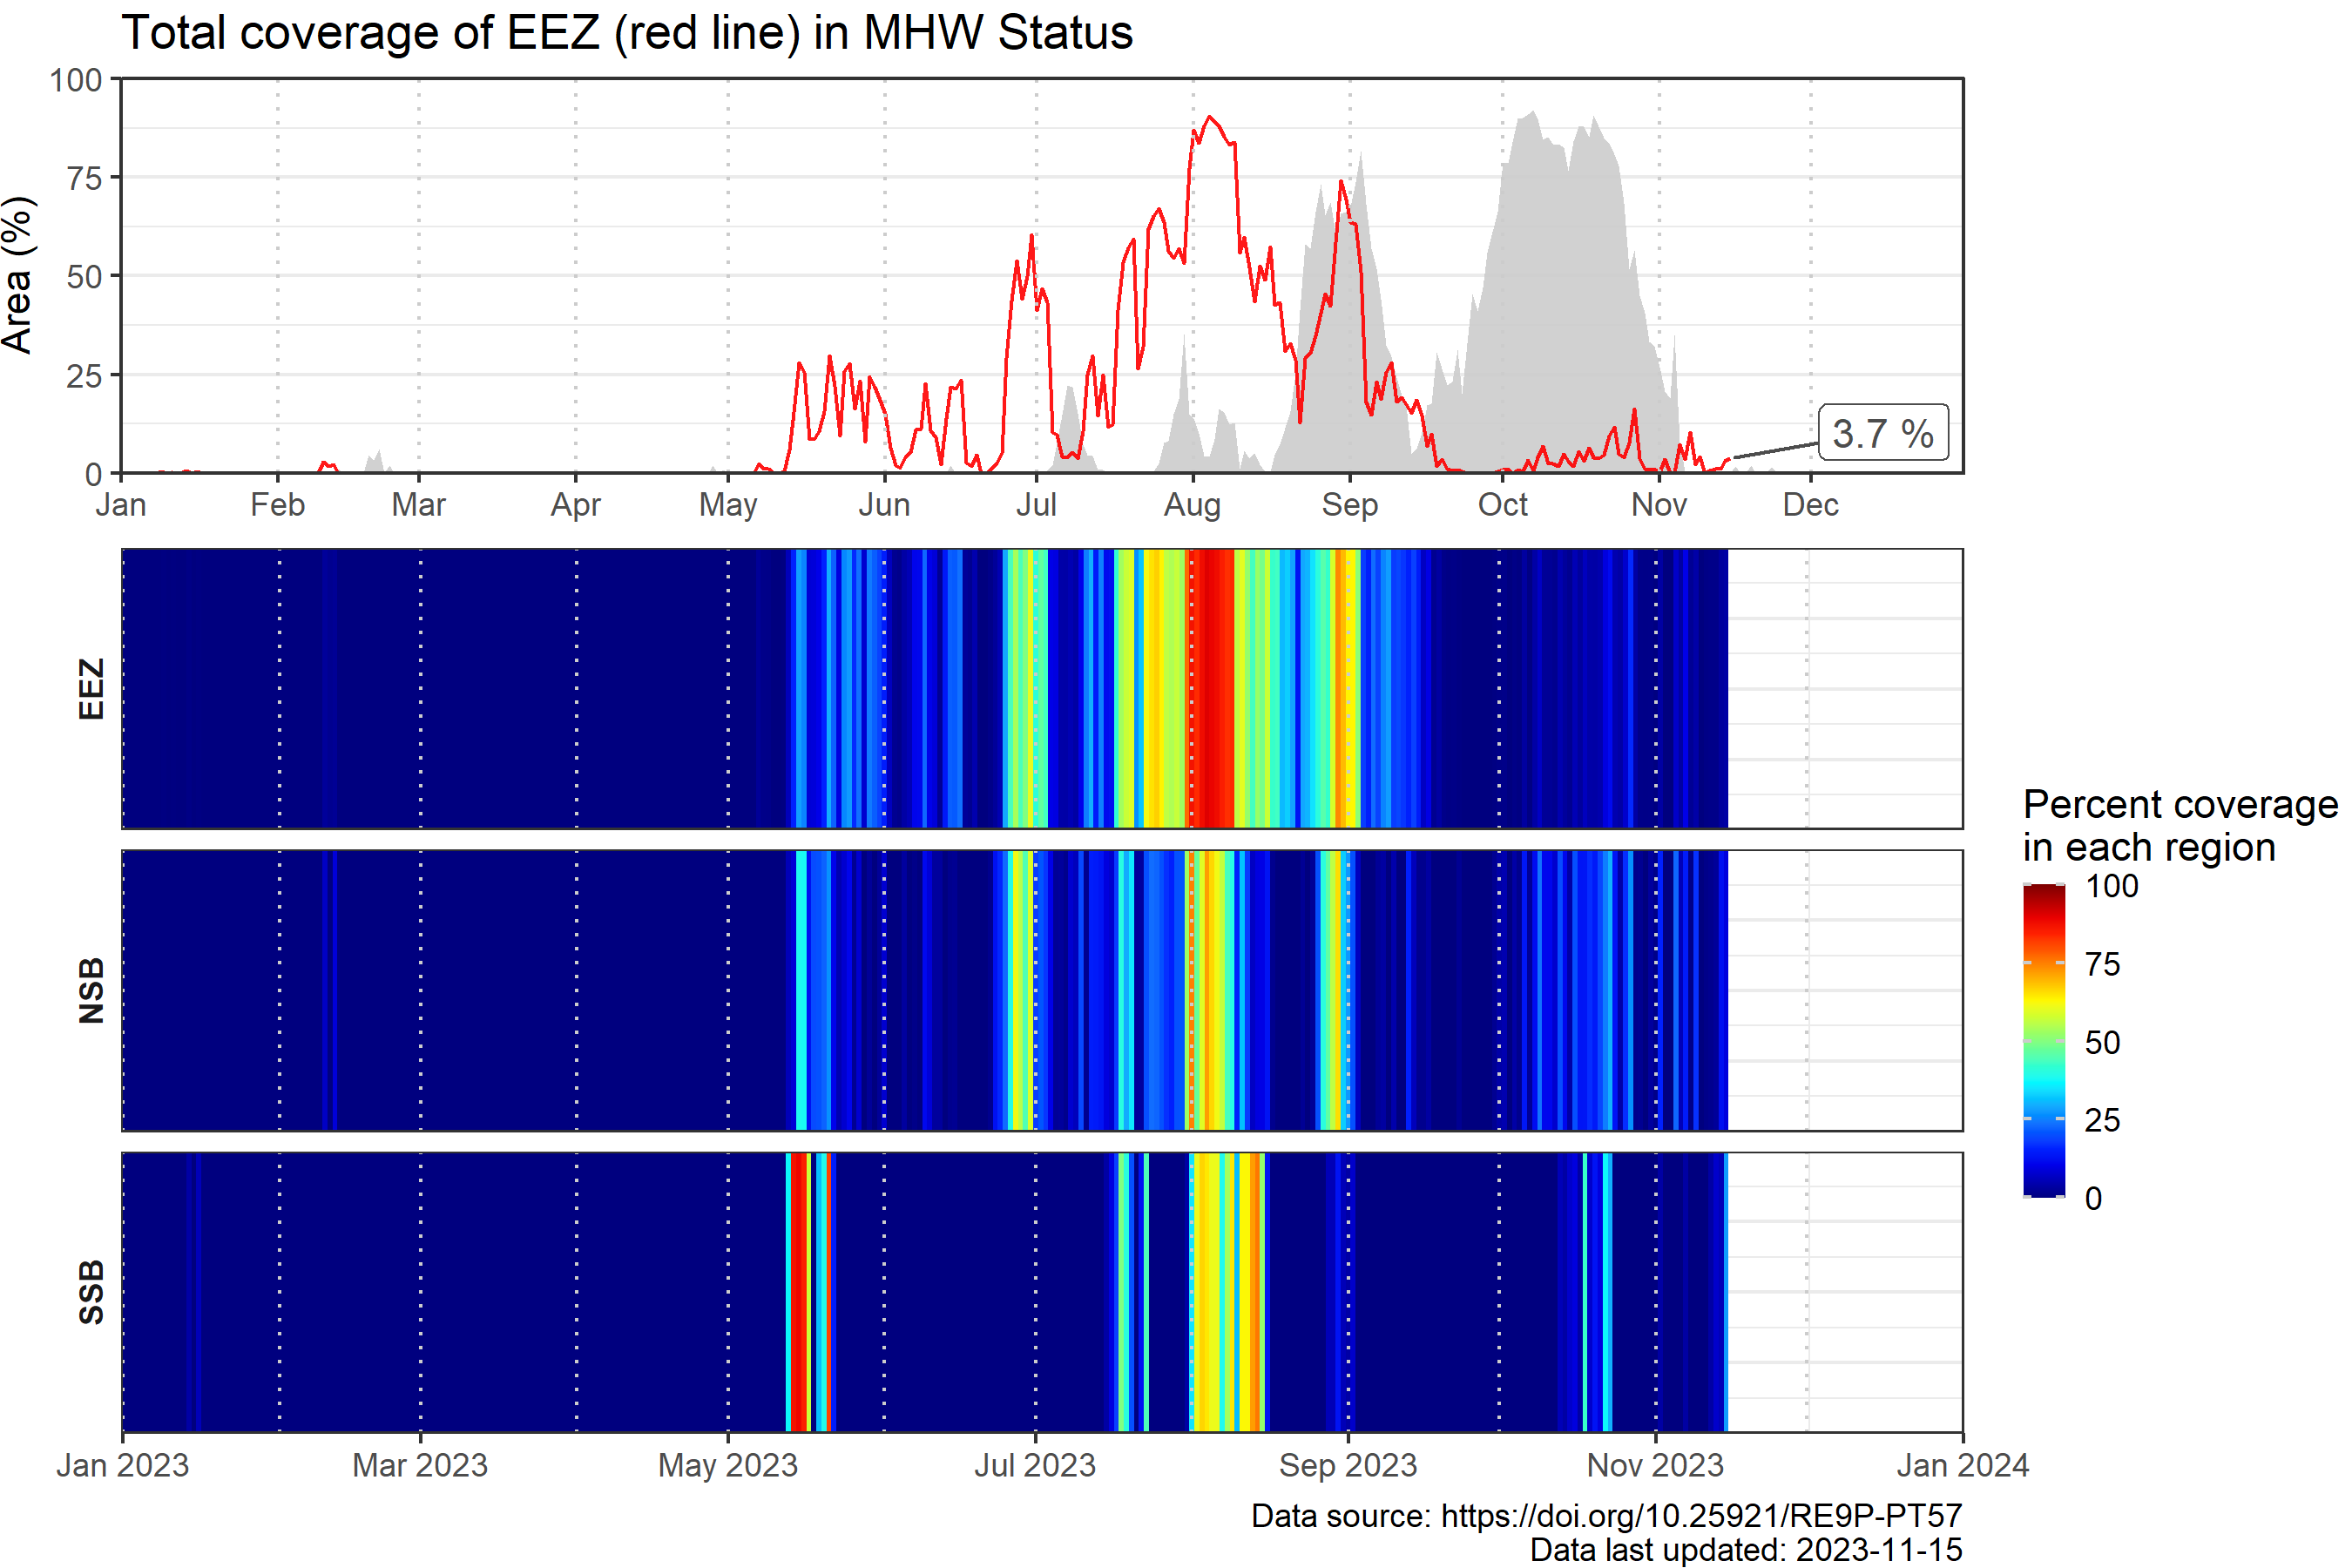 Total coverage of EEZ (red line) in MHW Status
Area (%)
100
75
50
25
0
3.7 %
Jan Feb Mar Apr May Jun Jul Aug Sep Oct Nov Dec
EEZ
NSB
SSB
Percent coverage
in each region
100
75
50
25
0
Jan 2023 Mar 2023 May 2023 Jul 2023 Sep 2023 Nov 2023 Jan 2024
Data source: https://doi.org/10.25921/RE9P-PT57
Data last updated: 2023-11-15